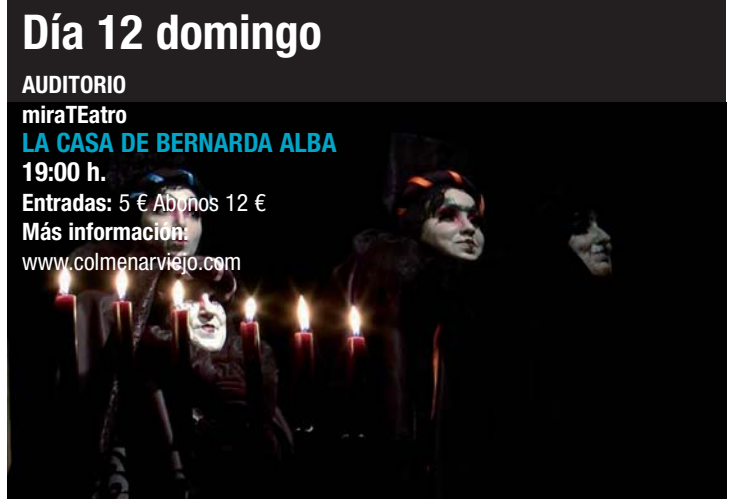 Día 12 domingo
AUDITORIO
miraTEatro
LA CASA DE BERNARDA ALBA
19:00 h.
Entradas: 5 € Abonos 12 €
Más información:
www.colmenarviejo.com